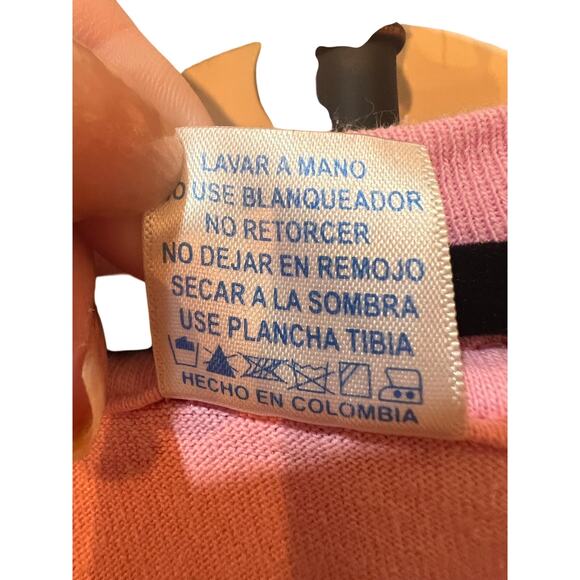 LAVAR A MANO
NO USE BLANQUEADOR
NO RETORCER
NO DEJAR EN REMOJO
SECAR A LA SOMBRA
USE PLANCHA TIBIA
HECHO EN COLOMBIA